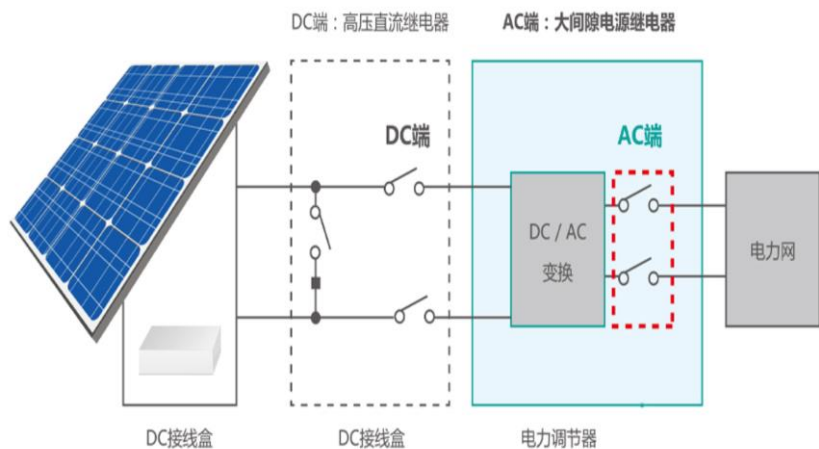 DC端：高压直流继电器
AC端：大间隙电源继电器
DC端
AC端
DC / AC
变换
电力网
DC接线盒
DC接线盒
电力调节器